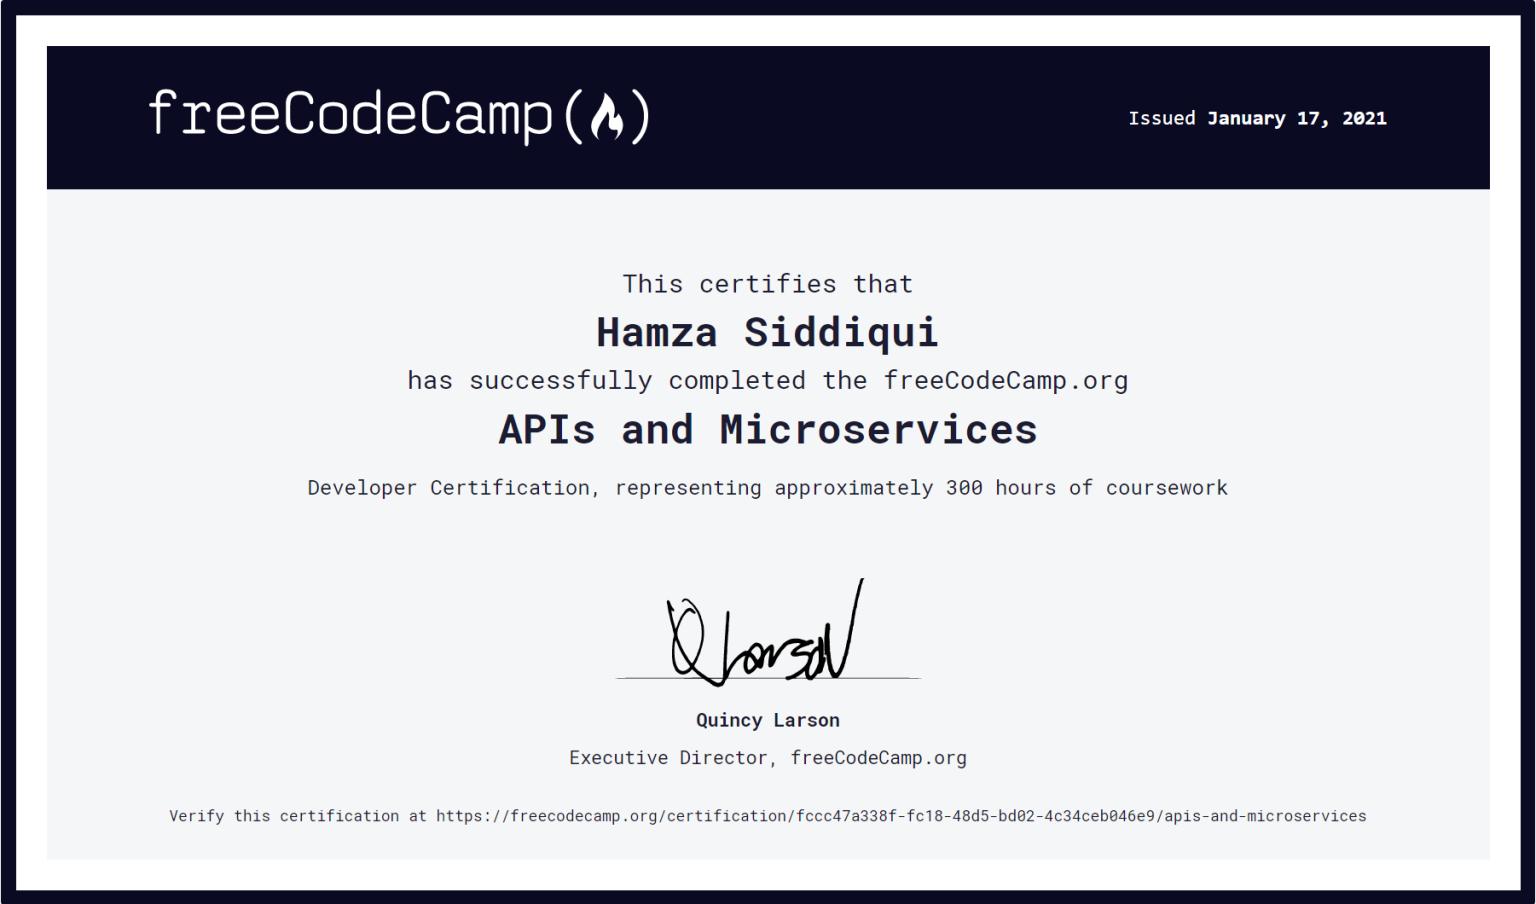 freeCodeCamp(🔥)
Issued January 17, 2021
This certifies that
Hamza Siddiqui
has successfully completed the freeCodeCamp.org
APIs and Microservices
Developer Certification, representing approximately 300 hours of coursework
Q Larson
Quincy Larson
Executive Director, freeCodeCamp.org
Verify this certification at https://freecodecamp.org/certification/fccc47a338f-fc18-48d5-bd02-4c34ceb046e9/apis-and-microservices